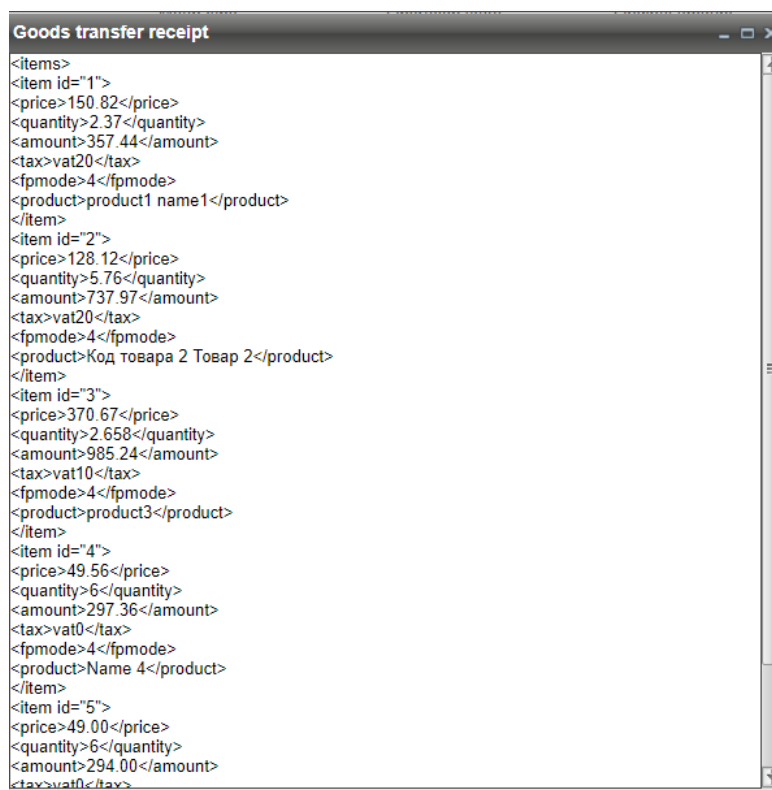 Goods transfer receipt
<items>
<item id="1">
<price>150.82</price>
<quantity>2.37</quantity>
<amount>357.44</amount>
<tax>vat20</tax>
<fpmode>4</fpmode>
<product>product1 name1</product>
</item>
<item id="2">
<price>128.12</price>
<quantity>5.76</quantity>
<amount>737.97</amount>
<tax>vat20</tax>
<fpmode>4</fpmode>
<product>Код товара 2 Товар 2</product>
</item>
<item id="3">
<price>370.67</price>
<quantity>2.658</quantity>
<amount>985.24</amount>
<tax>vat10</tax>
<fpmode>4</fpmode>
<product>product3</product>
</item>
<item id="4">
<price>49.56</price>
<quantity>6</quantity>
<amount>297.36</amount>
<tax>vat0</tax>
<fpmode>4</fpmode>
<product>Name 4</product>
</item>
<item id="5">
<price>49.00</price>
<quantity>6</quantity>
<amount>294.00</amount>
<tax>vat0</tax>